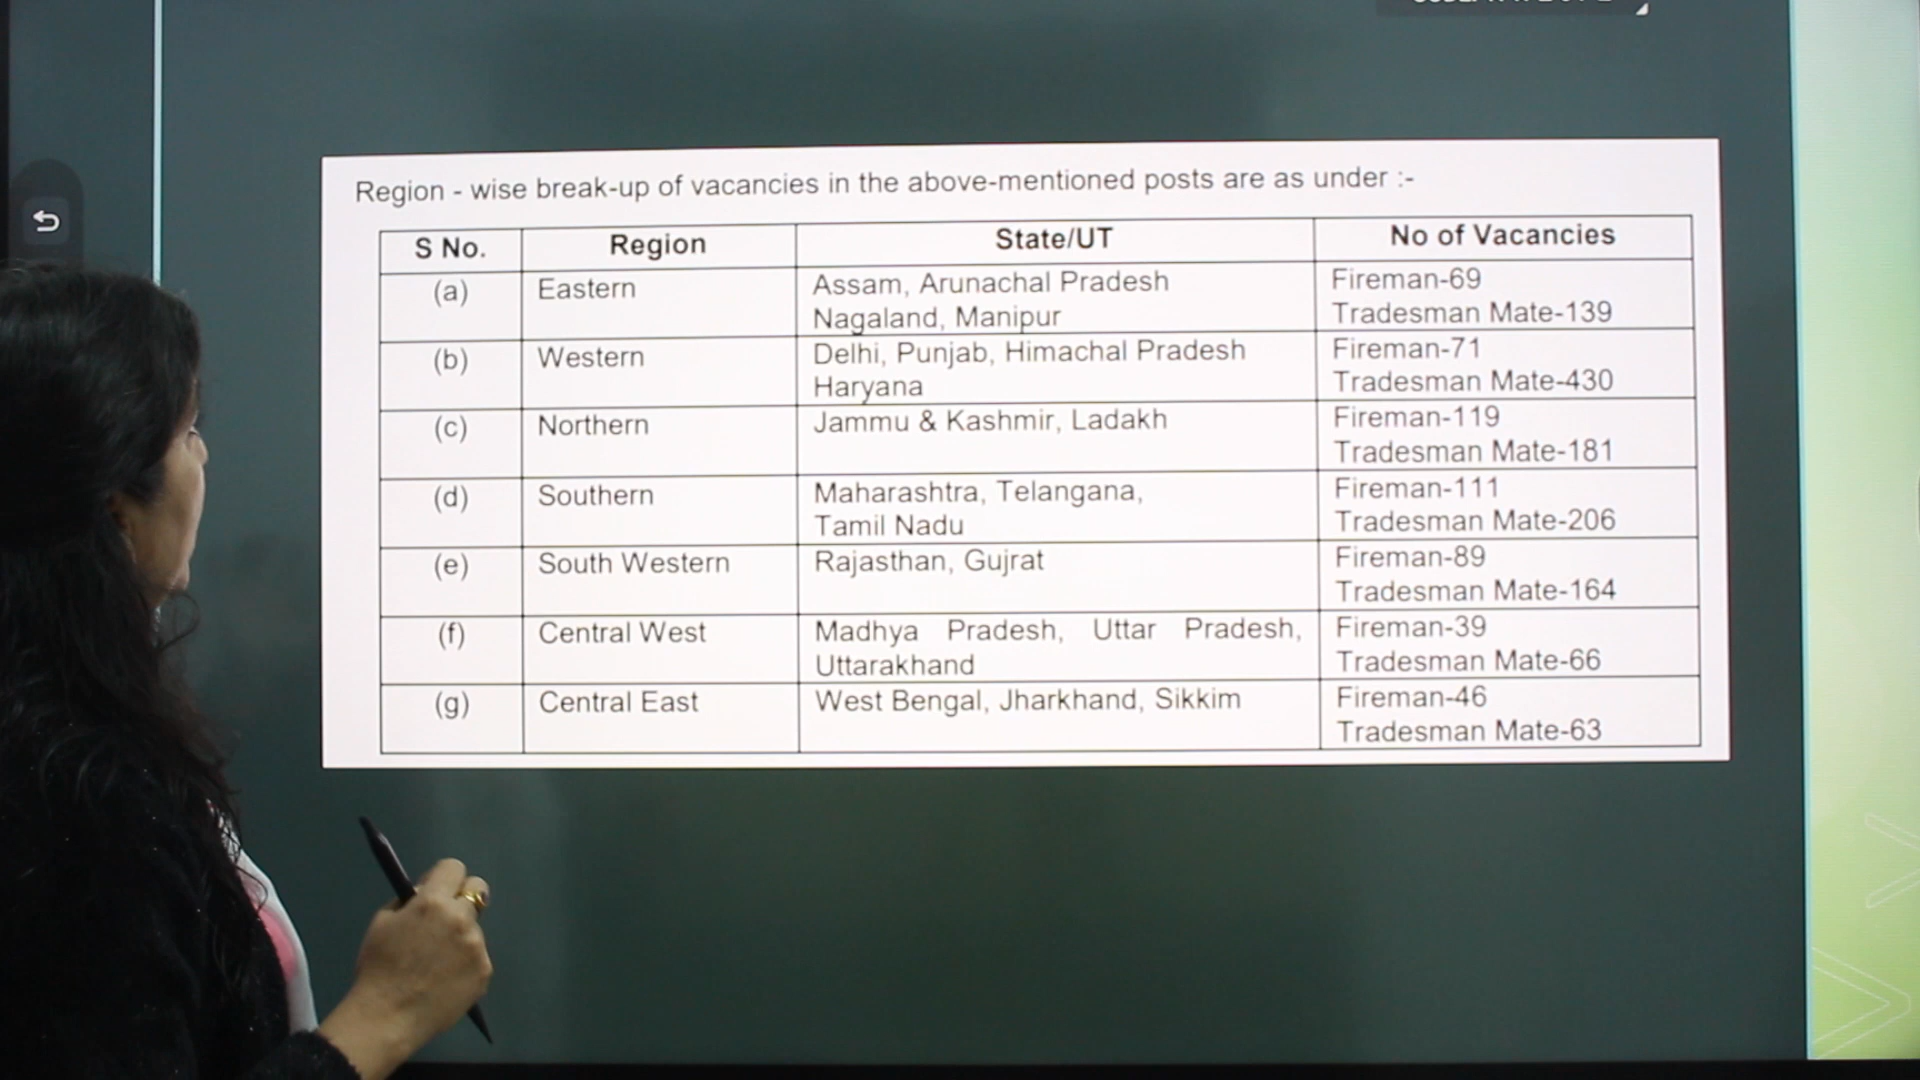 Region - wise break-up of vacancies in the above-mentioned posts are as under :-
S No. Region State/UT No of Vacancies
(a) Eastern Assam, Arunachal Pradesh Fireman-69
Nagaland, Manipur Tradesman Mate-139
(b) Western Delhi, Punjab, Himachal Pradesh Fireman-71
Haryana Tradesman Mate-430
(c) Northern Jammu & Kashmir, Ladakh Fireman-119
Tradesman Mate-181
(d) Southern Maharashtra, Telangana, Fireman-111
Tamil Nadu Tradesman Mate-206
(e) South Western Rajasthan, Gujrat Fireman-89
Tradesman Mate-164
(f) Central West Madhya Pradesh, Uttar Pradesh, Fireman-39
Uttarakhand Tradesman Mate-66
(g) Central East West Bengal, Jharkhand, Sikkim Fireman-46
Tradesman Mate-63